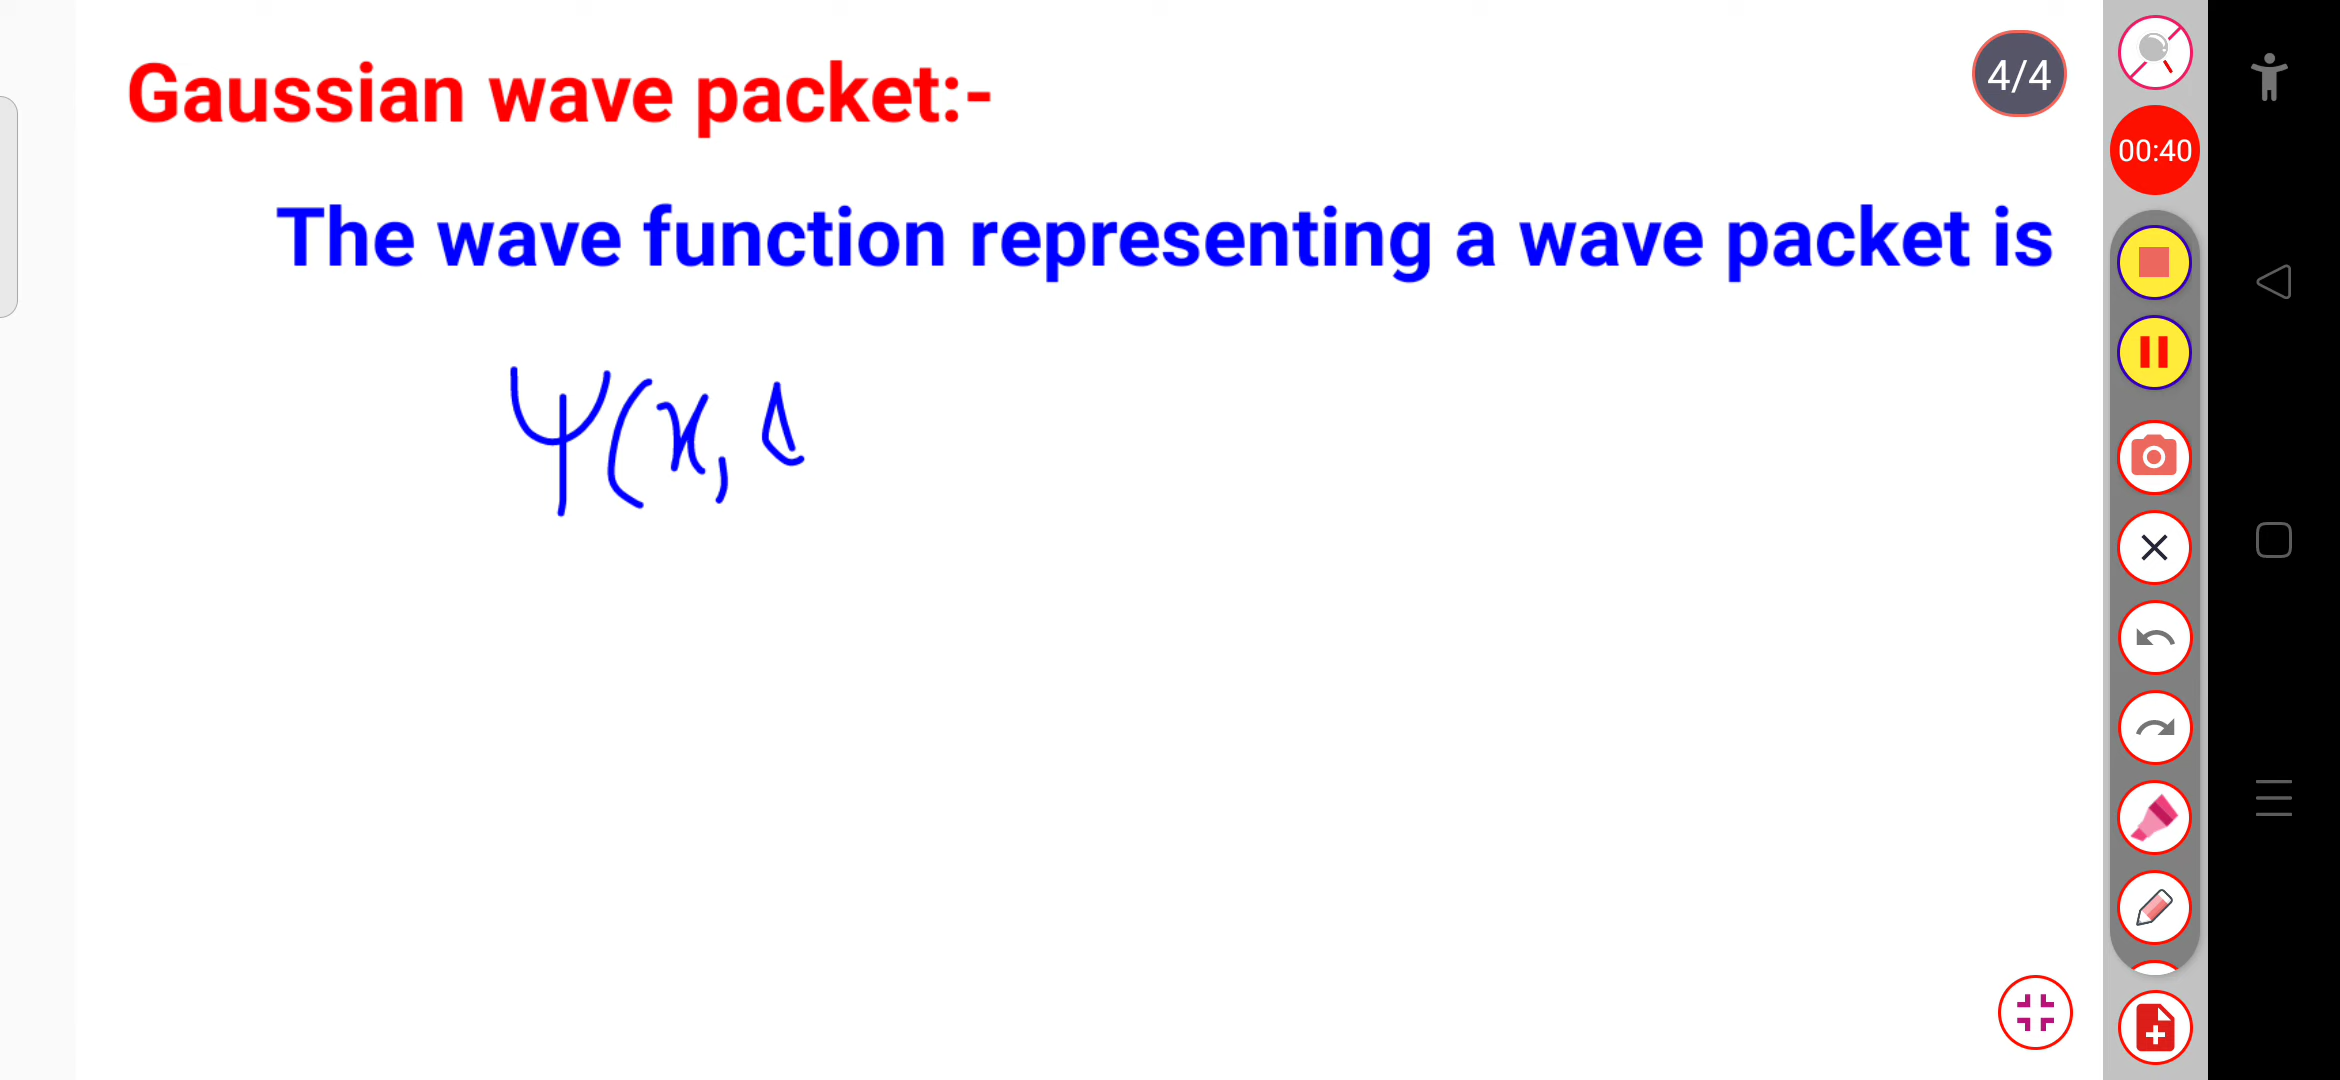 Gaussian wave packet:-
4/4
00:40
The wave function representing a wave packet is
Ψ(x,